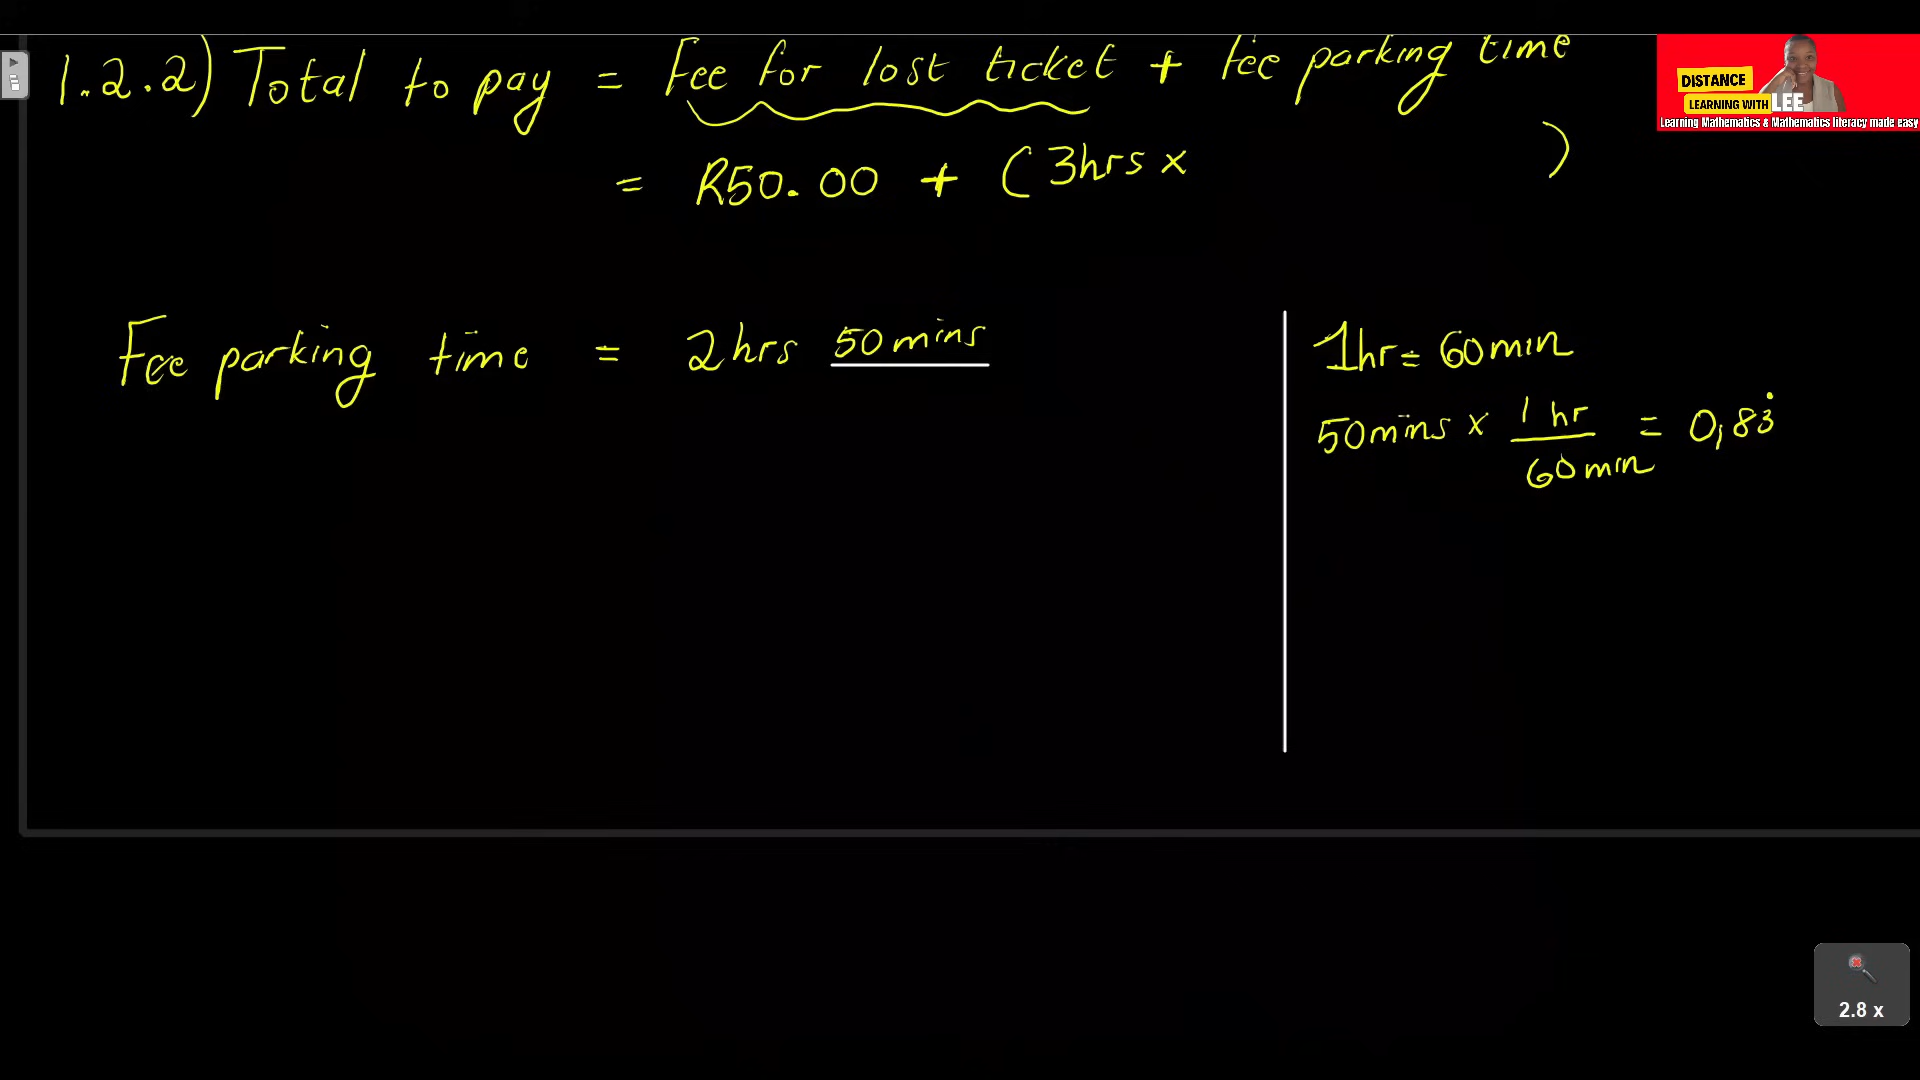 1.2.2) Total to pay = Fee for lost ticket + Fee parking time
= R50.00 + (3hrs x )
Fee parking time = 2hrs 50mins
1hr = 60min
50mins x 1 hr / 60min = 0,83̇
DISTANCE
LEARNING WITH LEE
Learning Mathematics & Mathematics literacy made easy
2.8 x